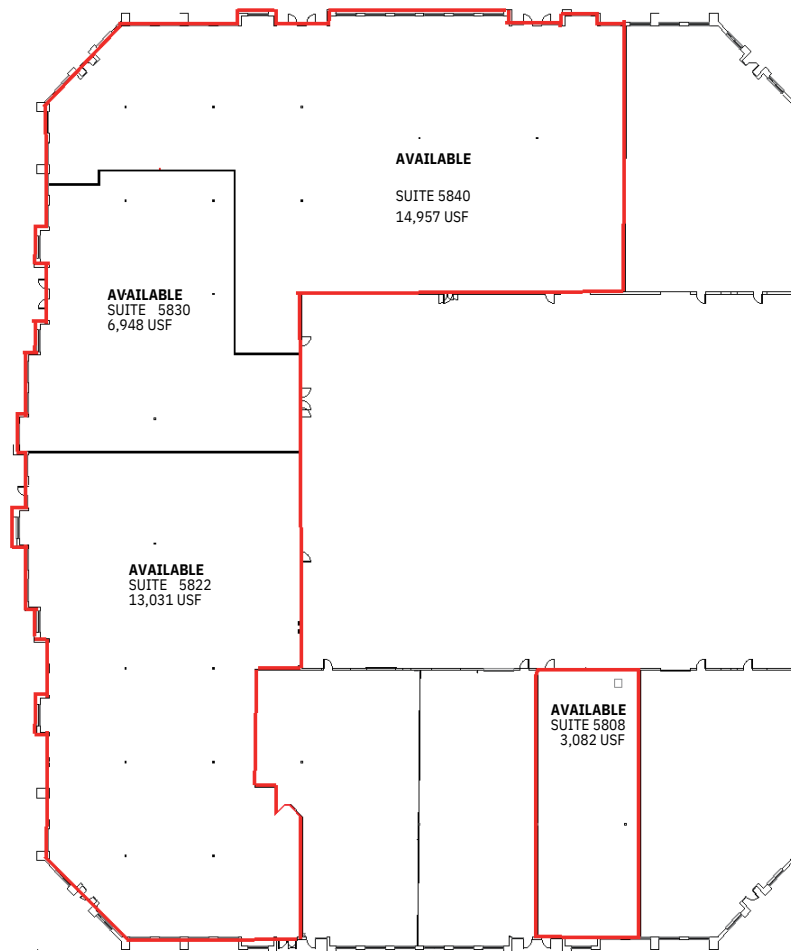 AVAILABLE
SUITE 5840
14,957 USF
AVAILABLE
SUITE 5830
6,948 USF
AVAILABLE
SUITE 5822
13,031 USF
AVAILABLE
SUITE 5808
3,082 USF